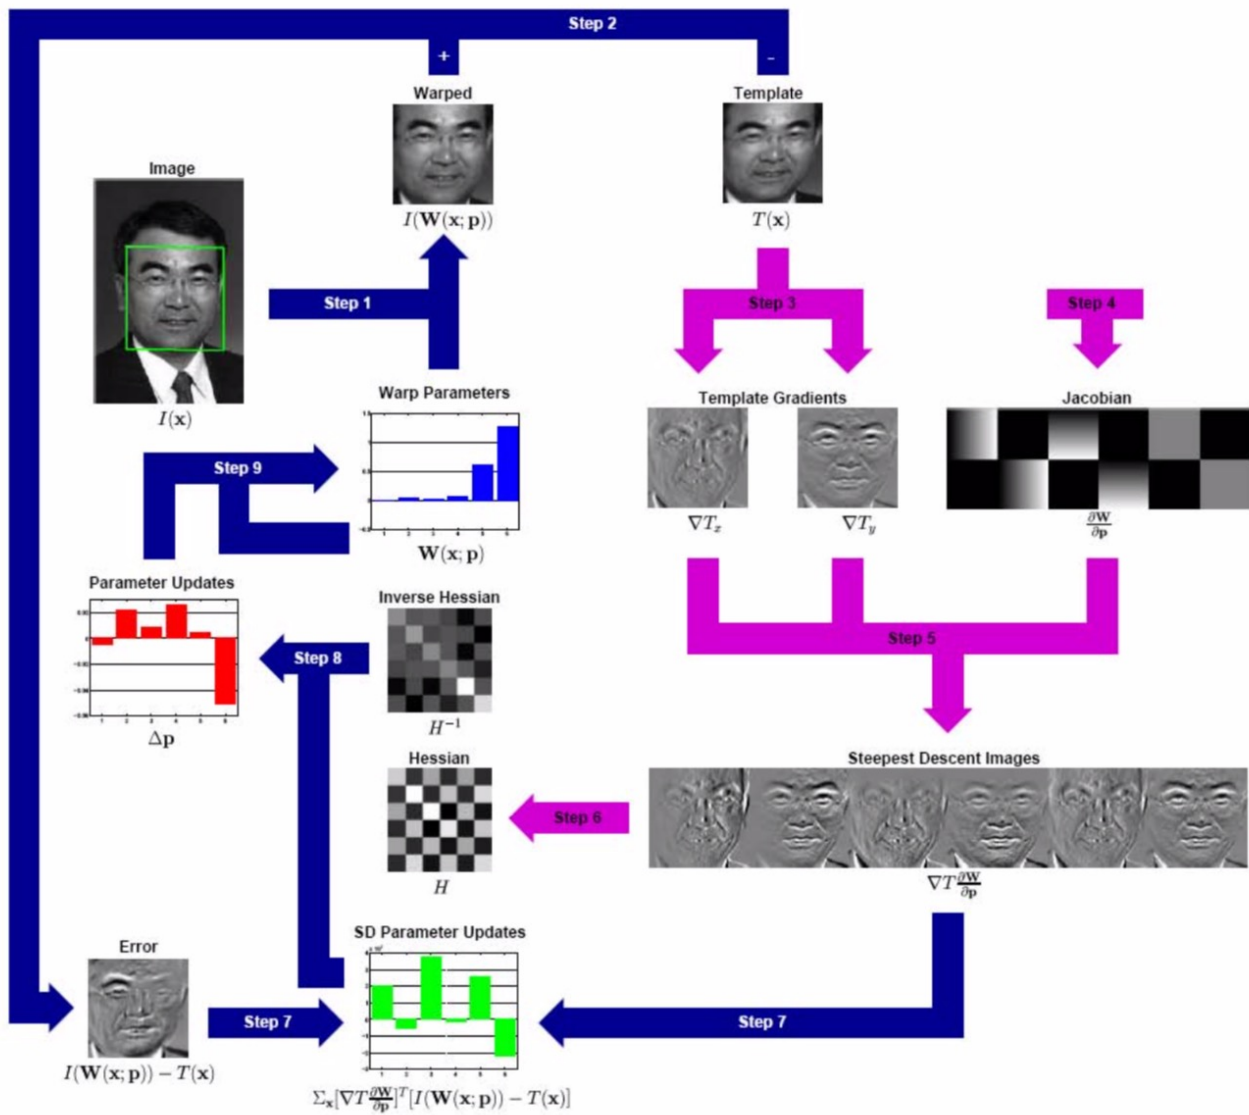 Step 2
+
-
Warped
Template
Image
I(W(x; p))
T(x)
Step 1
Step 3
Step 4
Warp Parameters
Template Gradients
Jacobian
I(x)
Step 9
∇T_x
∇T_y
∂W/∂p
W(x; p)
Parameter Updates
Inverse Hessian
Step 5
Step 8
H⁻¹
Δp
Hessian
Steepest Descent Images
Step 6
H
∇T ∂W/∂p
SD Parameter Updates
Error
Step 7
Step 7
I(W(x; p)) − T(x)
Σ_x[∇T ∂W/∂p]^T[I(W(x; p)) − T(x)]